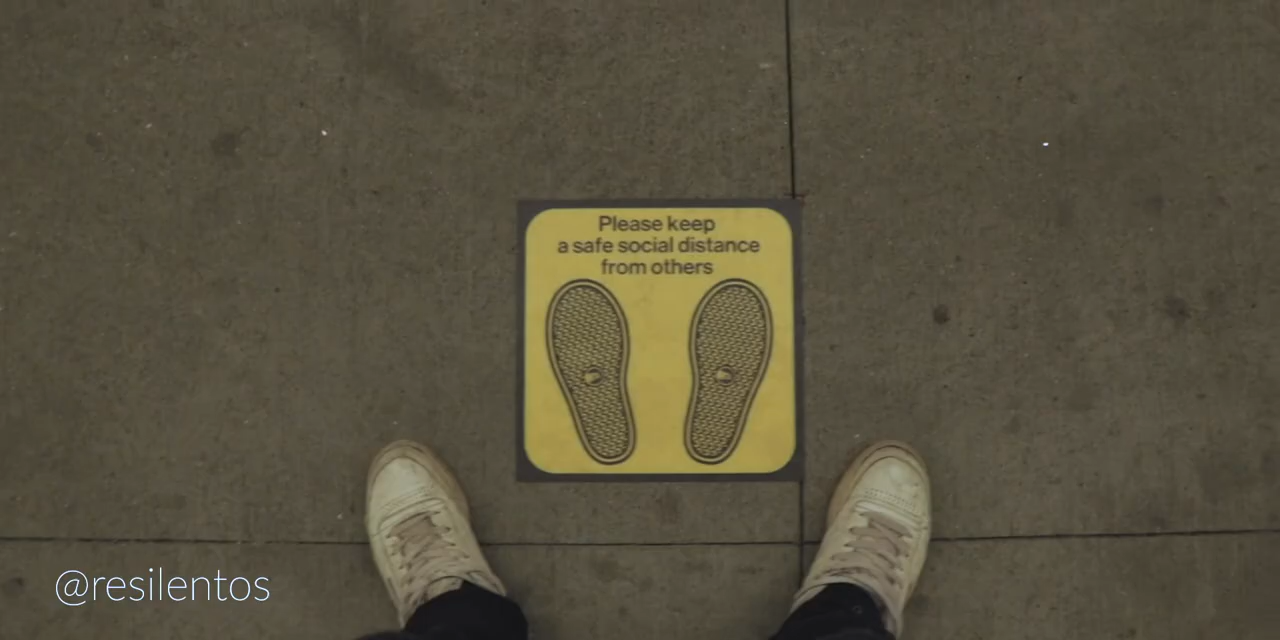 Please keep
a safe social distance
from others
@resilentos